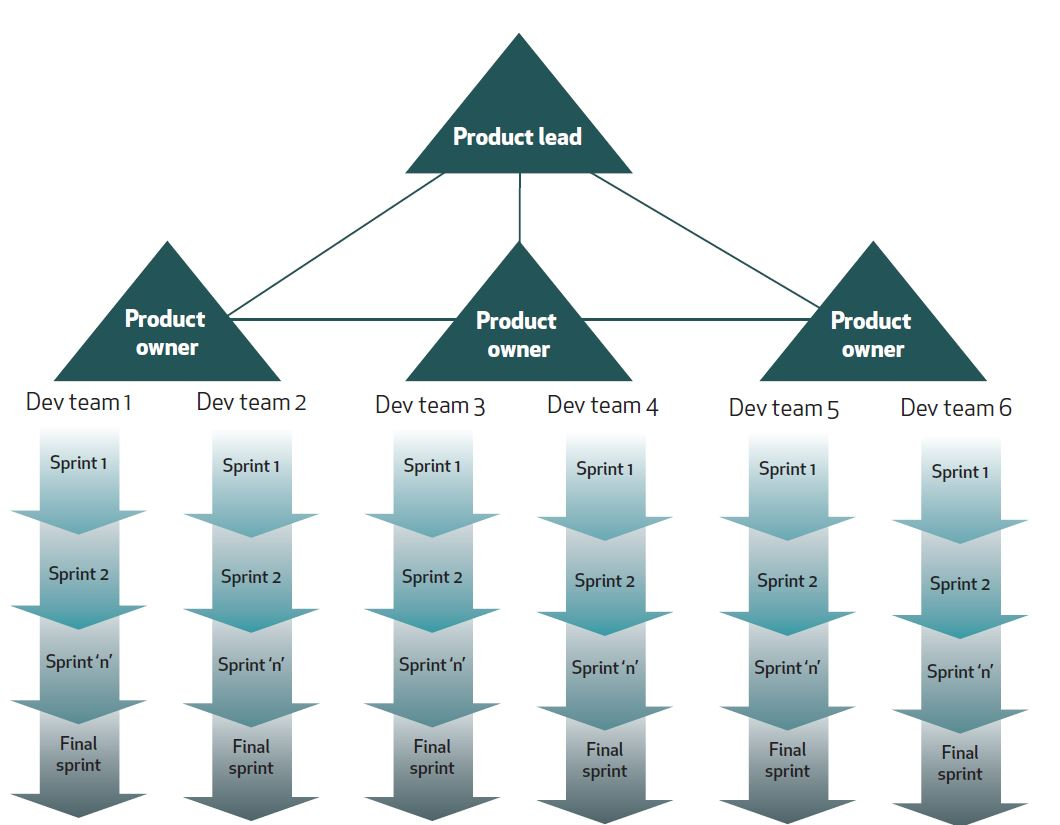 Product lead
Product
owner
Product
owner
Product
owner
Dev team 1
Dev team 2
Dev team 3
Dev team 4
Dev team 5
Dev team 6
Sprint 1
Sprint 1
Sprint 1
Sprint 1
Sprint 1
Sprint 1
Sprint 2
Sprint 2
Sprint 2
Sprint 2
Sprint 2
Sprint 2
Sprint ‘n’
Sprint ‘n’
Sprint ‘n’
Sprint ‘n’
Sprint ‘n’
Sprint ‘n’
Final
sprint
Final
sprint
Final
sprint
Final
sprint
Final
sprint
Final
sprint